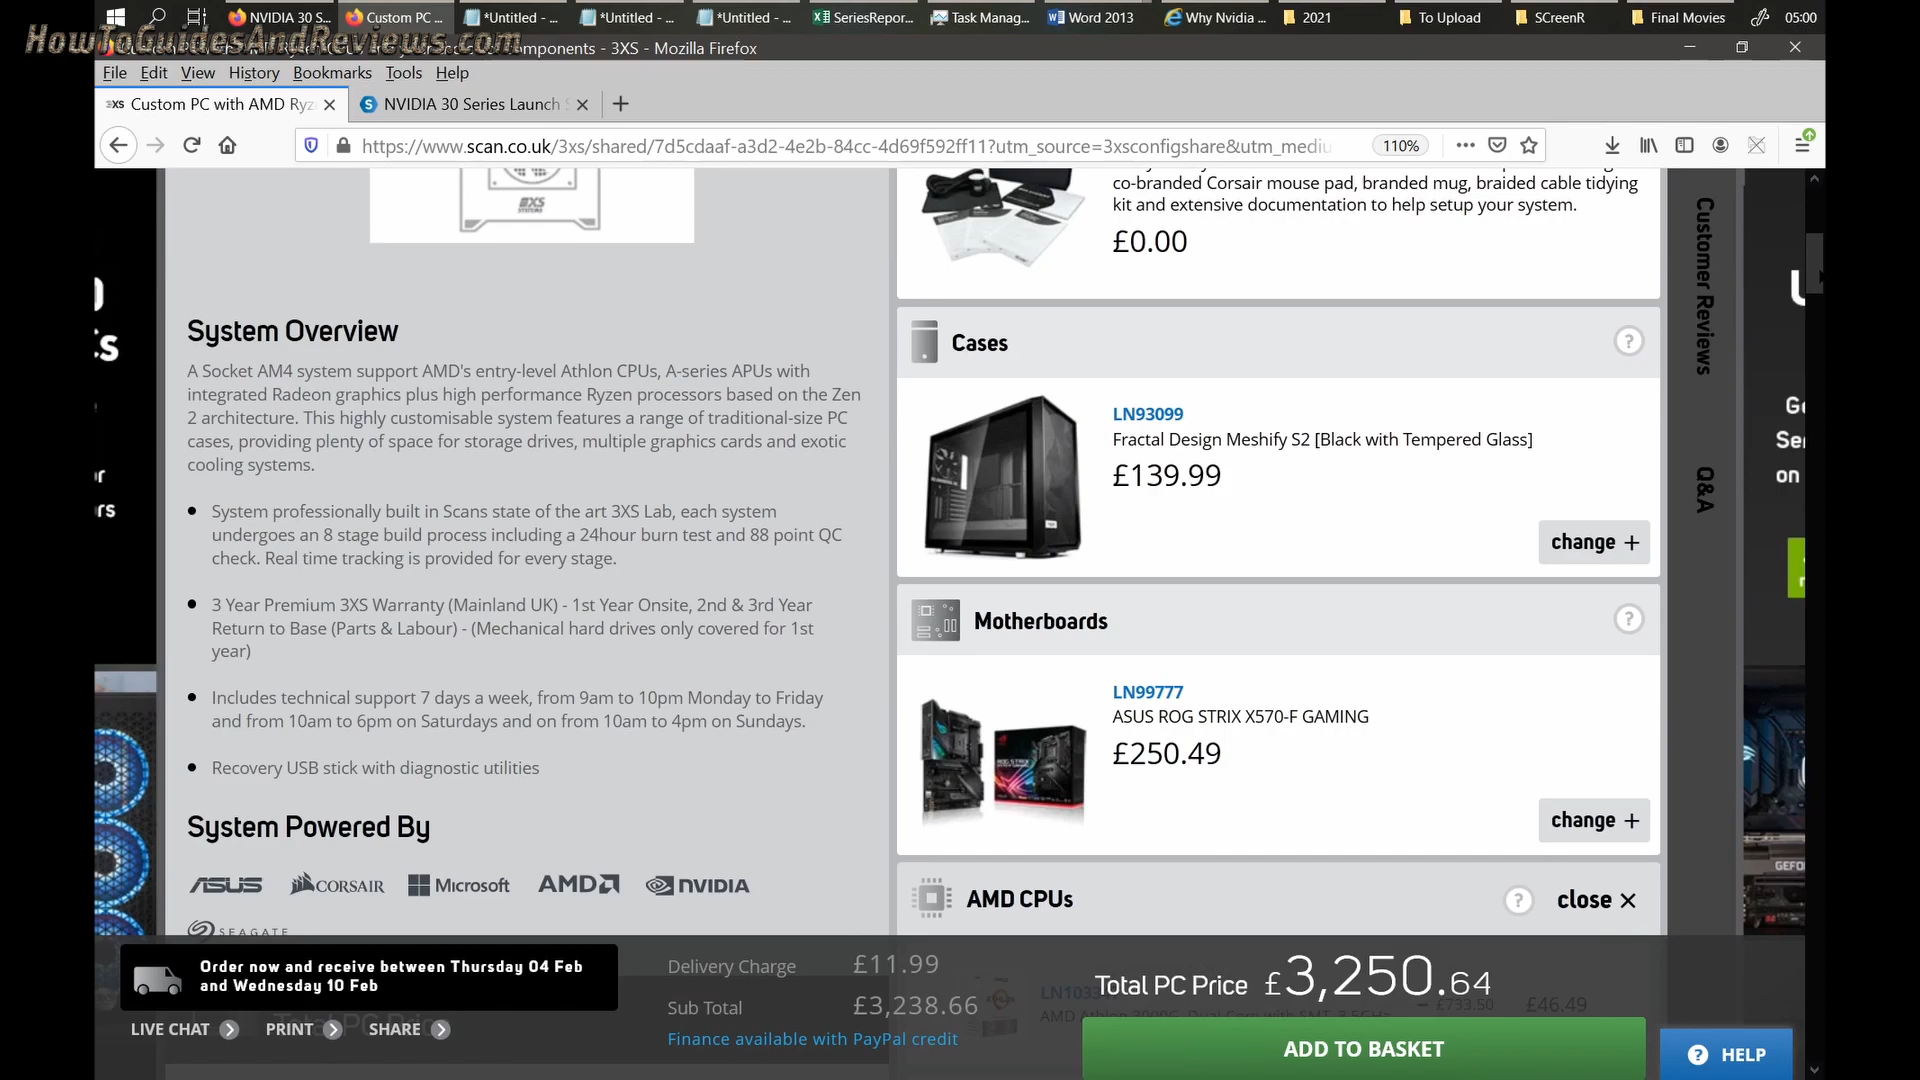 NVIDIA 30 S...
Custom PC ...
*Untitled - ...
*Untitled - ...
*Untitled - ...
SeriesRepor...
Task Manag...
Word 2013
Why Nvidia ...
2021
To Upload
SCreenR
Final Movies
05:00
HowToGuidesAndReviews.com
omponents - 3XS - Mozilla Firefox
File Edit View History Bookmarks Tools Help
3XS Custom PC with AMD Ryz
NVIDIA 30 Series Launch S
https://www.scan.co.uk/3xs/shared/7d5cdaaf-a3d2-4e2b-84cc-4d69f592ff11?utm_source=3xsconfigshare&utm_mediu
110%
co-branded Corsair mouse pad, branded mug, braided cable tidying
kit and extensive documentation to help setup your system.
£0.00
3XS
SYSTEMS
System Overview
A Socket AM4 system support AMD's entry-level Athlon CPUs, A-series APUs with
integrated Radeon graphics plus high performance Ryzen processors based on the Zen
2 architecture. This highly customisable system features a range of traditional-size PC
cases, providing plenty of space for storage drives, multiple graphics cards and exotic
cooling systems.
System professionally built in Scans state of the art 3XS Lab, each system
undergoes an 8 stage build process including a 24hour burn test and 88 point QC
check. Real time tracking is provided for every stage.
3 Year Premium 3XS Warranty (Mainland UK) - 1st Year Onsite, 2nd & 3rd Year
Return to Base (Parts & Labour) - (Mechanical hard drives only covered for 1st
year)
Includes technical support 7 days a week, from 9am to 10pm Monday to Friday
and from 10am to 6pm on Saturdays and on from 10am to 4pm on Sundays.
Recovery USB stick with diagnostic utilities
System Powered By
ASUS CORSAIR Microsoft AMD NVIDIA
SEAGATE
Cases
?
LN93099
Fractal Design Meshify S2 [Black with Tempered Glass]
£139.99
change +
Motherboards
?
LN99777
ASUS ROG STRIX X570-F GAMING
£250.49
change +
AMD CPUs
?
close ×
Customer Reviews
Q&A
Order now and receive between Thursday 04 Feb
and Wednesday 10 Feb
LIVE CHAT PRINT SHARE
Delivery Charge £11.99
Sub Total £3,238.66
Finance available with PayPal credit
Total PC Price £3,250.64
- £733.50 £46.49
ADD TO BASKET
? HELP